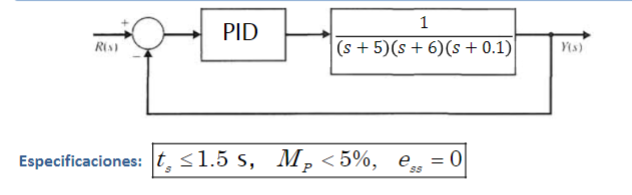 +
R(s)
−
PID
1
(s + 5)(s + 6)(s + 0.1)
Y(s)
Especificaciones: t_s ≤ 1.5 s, M_P < 5%, e_ss = 0